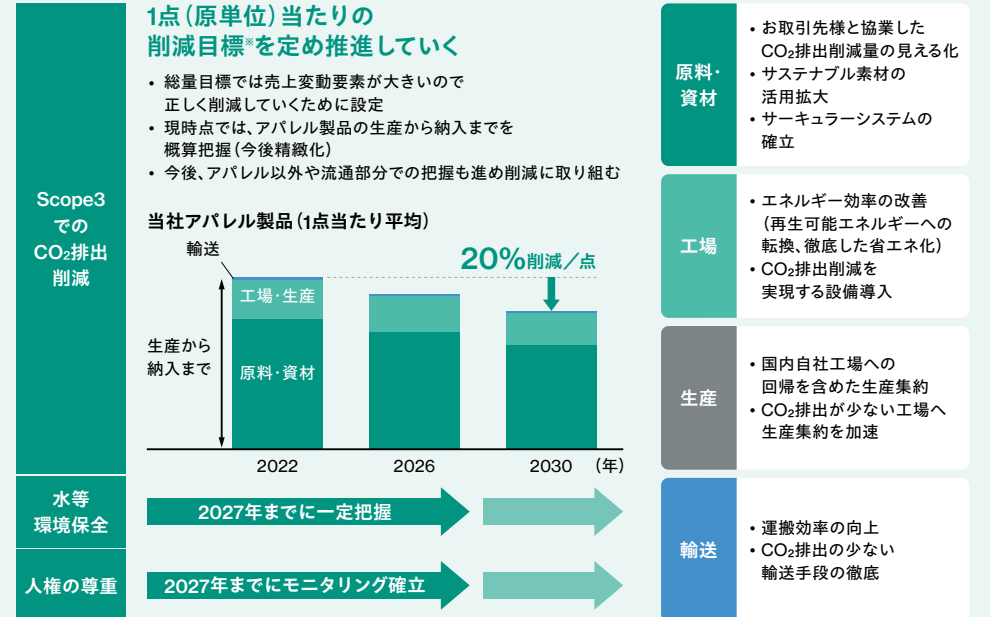 1点（原単位）当たりの
削減目標※を定め推進していく
• 総量目標では売上変動要素が大きいので
正しく削減していくために設定
• 現時点では、アパレル製品の生産から納入までを
概算把握（今後精緻化）
• 今後、アパレル以外や流通部分での把握も進め削減に取り組む
Scope3
での
CO₂排出
削減
当社アパレル製品（1点当たり平均）
輸送
20%削減／点
工場・生産
生産から
納入まで
原料・資材
2022
2026
2030
（年）
水等
環境保全
2027年までに一定把握
人権の尊重
2027年までにモニタリング確立
原料・
資材
• お取引先様と協業した
CO₂排出削減量の見える化
• サステナブル素材の
活用拡大
• サーキュラーシステムの
確立
工場
• エネルギー効率の改善
（再生可能エネルギーへの
転換、徹底した省エネ化）
• CO₂排出削減を
実現する設備導入
生産
• 国内自社工場への
回帰を含めた生産集約
• CO₂排出が少ない工場へ
生産集約を加速
輸送
• 運搬効率の向上
• CO₂排出の少ない
輸送手段の徹底